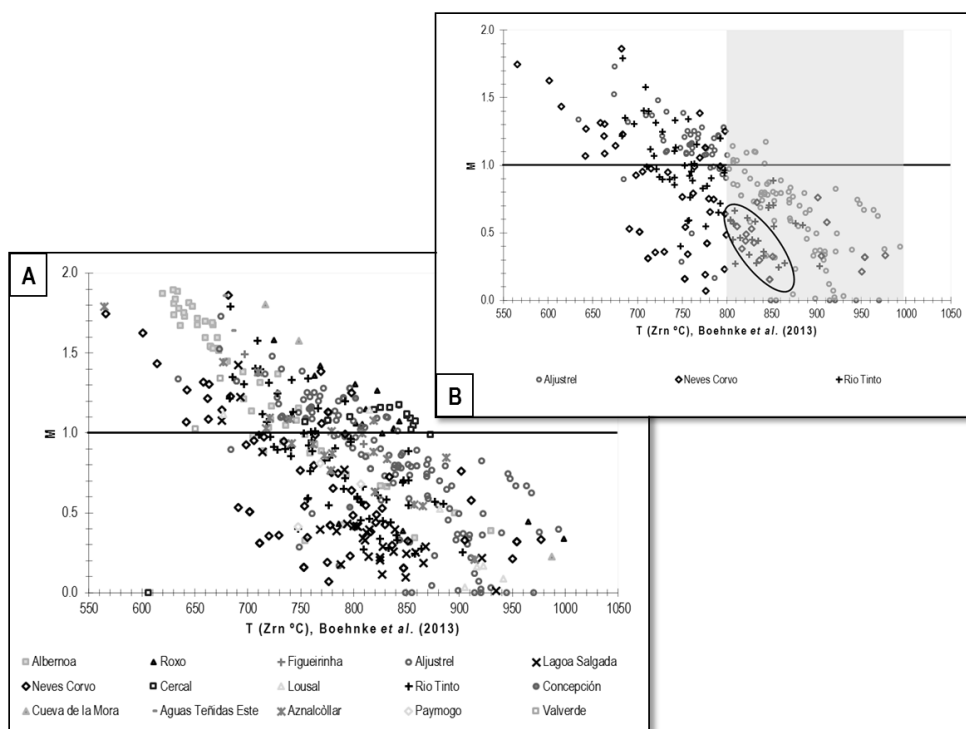 A
2.0
1.5
1.0
0.5
0.0
M
550 600 650 700 750 800 850 900 950 1000 1050
T (Zrn ºC), Boehnke et al. (2013)
Albernoa Roxo Figueirinha Aljustrel Lagoa Salgada
Neves Corvo Cercal Lousal Rio Tinto Concepción
Cueva de la Mora Aguas Teñidas Este Aznalcòllar Paymogo Valverde
B
2.0
1.5
1.0
0.5
0.0
M
550 600 650 700 750 800 850 900 950 1000 1050
T (Zrn ºC), Boehnke et al. (2013)
Aljustrel Neves Corvo Rio Tinto